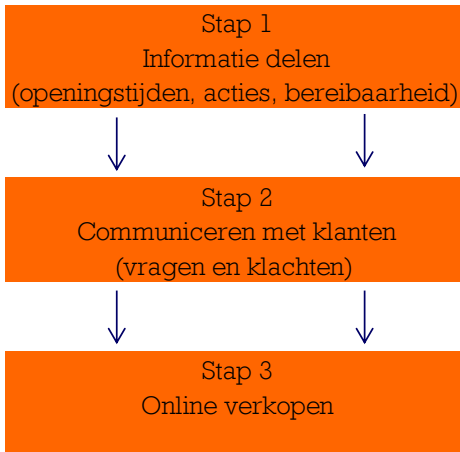 Stap 1
Informatie delen
(openingstijden, acties, bereibaarheid)
Stap 2
Communiceren met klanten
(vragen en klachten)
Stap 3
Online verkopen